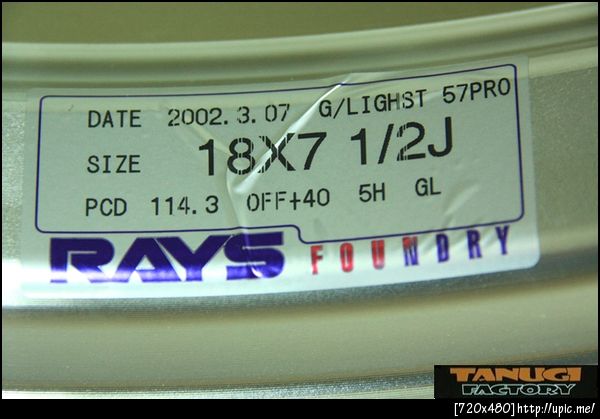 DATE 2002.3.07 G/LIGHST 57PRO
SIZE 18X7 1/2J
PCD 114.3 OFF+40 5H GL
RAYS FOUNDRY
TANUGI
FACTORY
[720x480]http://upic.me/